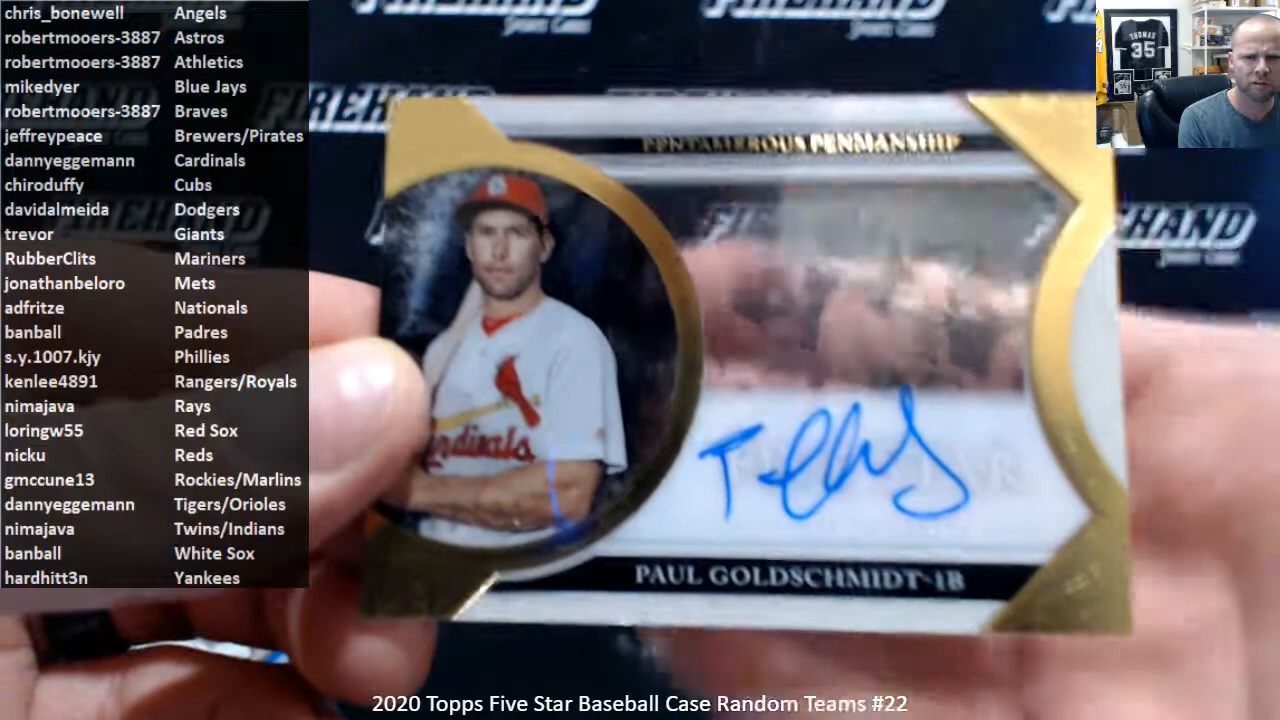 chris_bonewell Angels
robertmooers-3887 Astros
robertmooers-3887 Athletics
mikedyer Blue Jays
robertmooers-3887 Braves
jeffreypeace Brewers/Pirates
dannyeggemann Cardinals
chiroduffy Cubs
davidalmeida Dodgers
trevor Giants
RubberClits Mariners
jonathanbeloro Mets
adfritze Nationals
banball Padres
s.y.1007.kjy Phillies
kenlee4891 Rangers/Royals
nimajava Rays
loringw55 Red Sox
nicku Reds
gmccune13 Rockies/Marlins
dannyeggemann Tigers/Orioles
nimajava Twins/Indians
banball White Sox
hardhitt3n Yankees
THOMAS
35
FIREHAND
PENTAMEROUS PENMANSHIP
Cardinals
PAUL GOLDSCHMIDT-1B
2020 Topps Five Star Baseball Case Random Teams #22